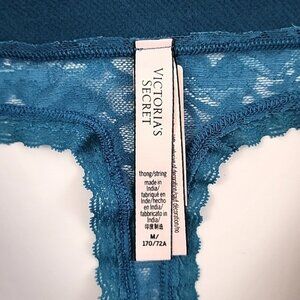 VICTORIA'S
SECRET
thong/string
made in
India/
fabriqué en
Inde/hecho
en India/
fabbricato in
India/
印度制造
M/
170/72A